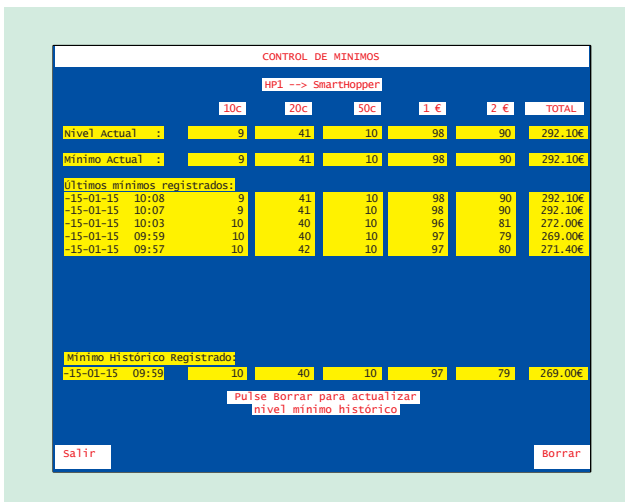 CONTROL DE MINIMOS
HP1 --> SmartHopper
10c 20c 50c 1 € 2 € TOTAL
Nivel Actual : 9 41 10 98 90 292.10€
Mínimo Actual : 9 41 10 98 90 292.10€
Últimos mínimos registrados:
-15-01-15 10:08 9 41 10 98 90 292.10€
-15-01-15 10:07 9 41 10 98 90 292.10€
-15-01-15 10:03 10 40 10 96 81 272.00€
-15-01-15 09:59 10 40 10 97 79 269.00€
-15-01-15 09:57 10 42 10 97 80 271.40€
Mínimo Histórico Registrado:
-15-01-15 09:59 10 40 10 97 79 269.00€
Pulse Borrar para actualizar
nivel mínimo histórico
Salir Borrar